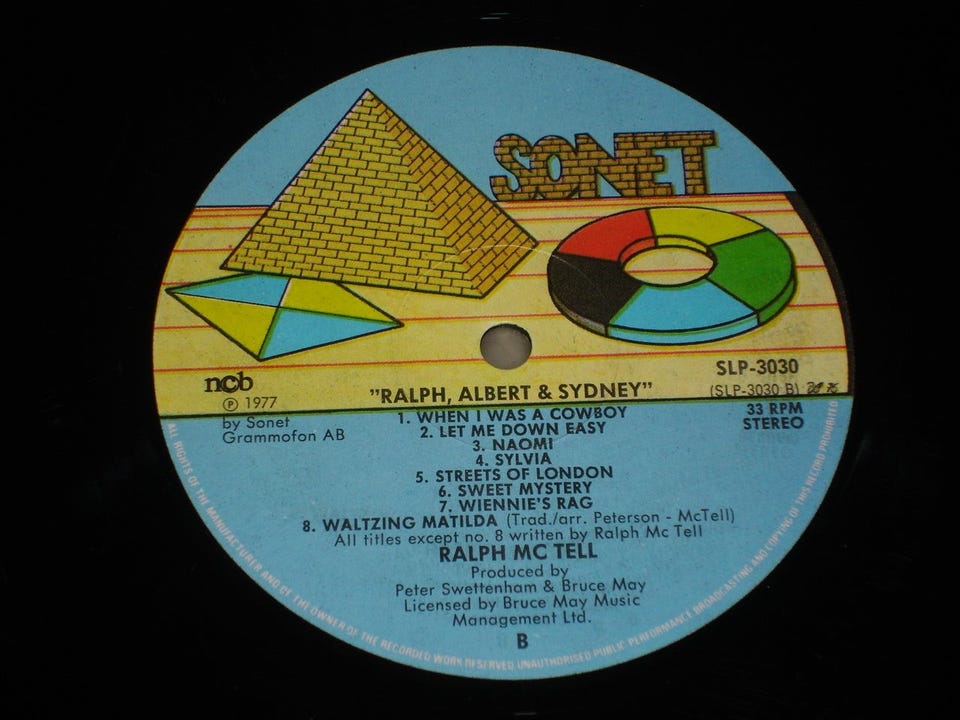 SONET
SLP-3030
(SLP-3030 B)
ncb
"RALPH, ALBERT & SYDNEY"
Ⓟ 1977
by Sonet
Grammofon AB
33 RPM
STEREO
1. WHEN I WAS A COWBOY
2. LET ME DOWN EASY
3. NAOMI
4. SYLVIA
5. STREETS OF LONDON
6. SWEET MYSTERY
7. WIENNIE'S RAG
8. WALTZING MATILDA (Trad./arr. Peterson - McTell)
All titles except no. 8 written by Ralph Mc Tell
RALPH MC TELL
Produced by
Peter Swettenham & Bruce May
Licensed by Bruce May Music
Management Ltd.
B
ALL RIGHTS OF THE MANUFACTURER AND OF THE OWNER OF THE RECORDED WORK RESERVED. UNAUTHORISED PUBLIC PERFORMANCE BROADCASTING AND COPYING OF THIS RECORD PROHIBITED